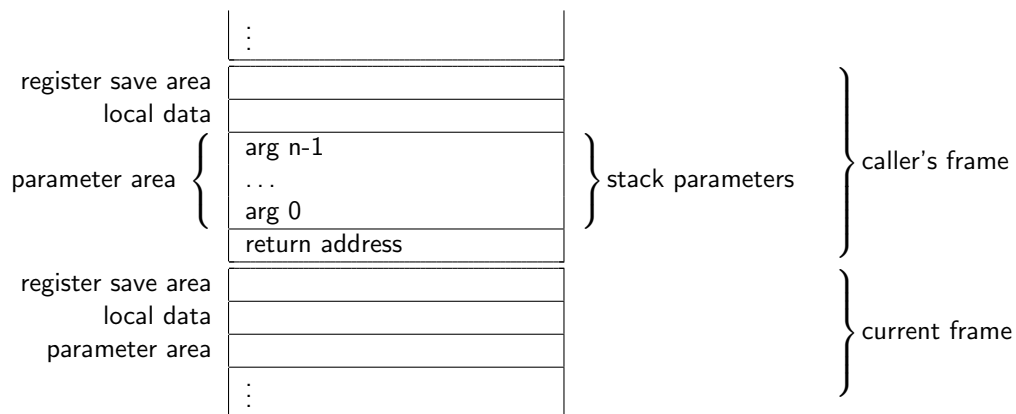 ⋮
register save area
local data
parameter area
arg n-1
. . .
arg 0
stack parameters
caller's frame
return address
register save area
local data
parameter area
current frame
⋮